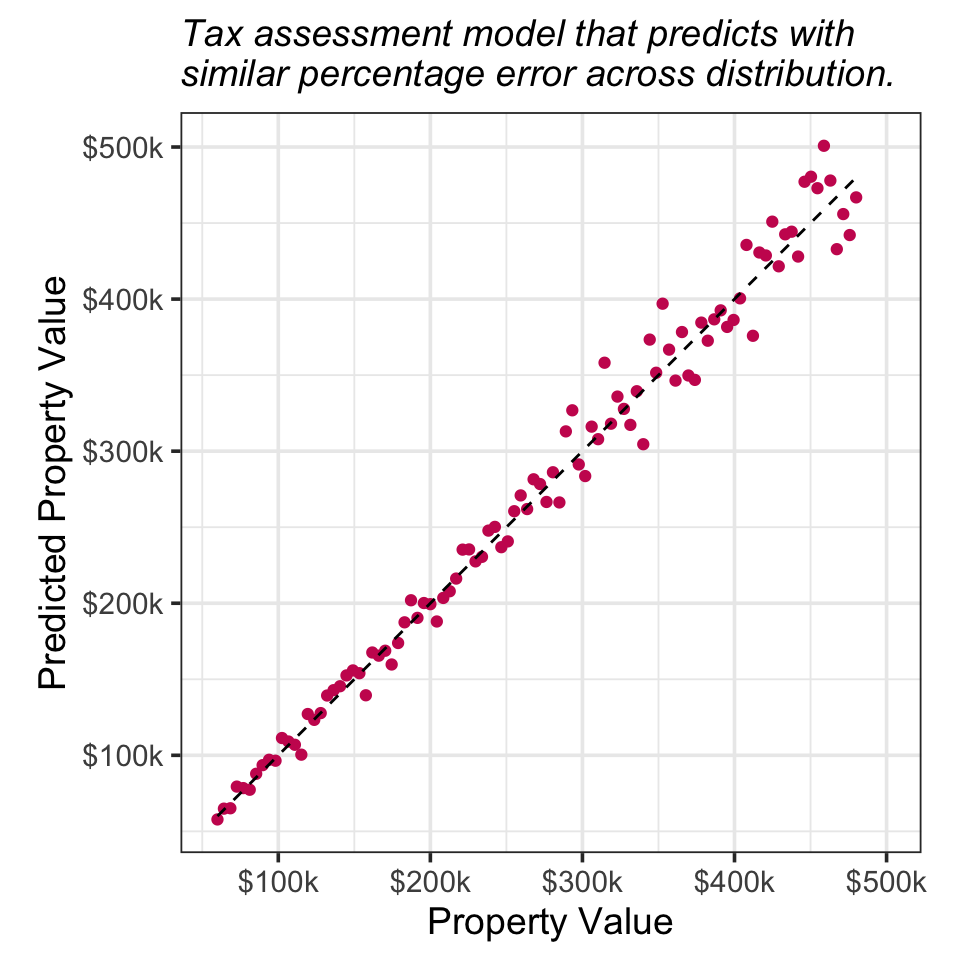 Tax assessment model that predicts with
similar percentage error across distribution.
$500k
$400k
$300k
$200k
$100k
Predicted Property Value
$100k $200k $300k $400k $500k
Property Value